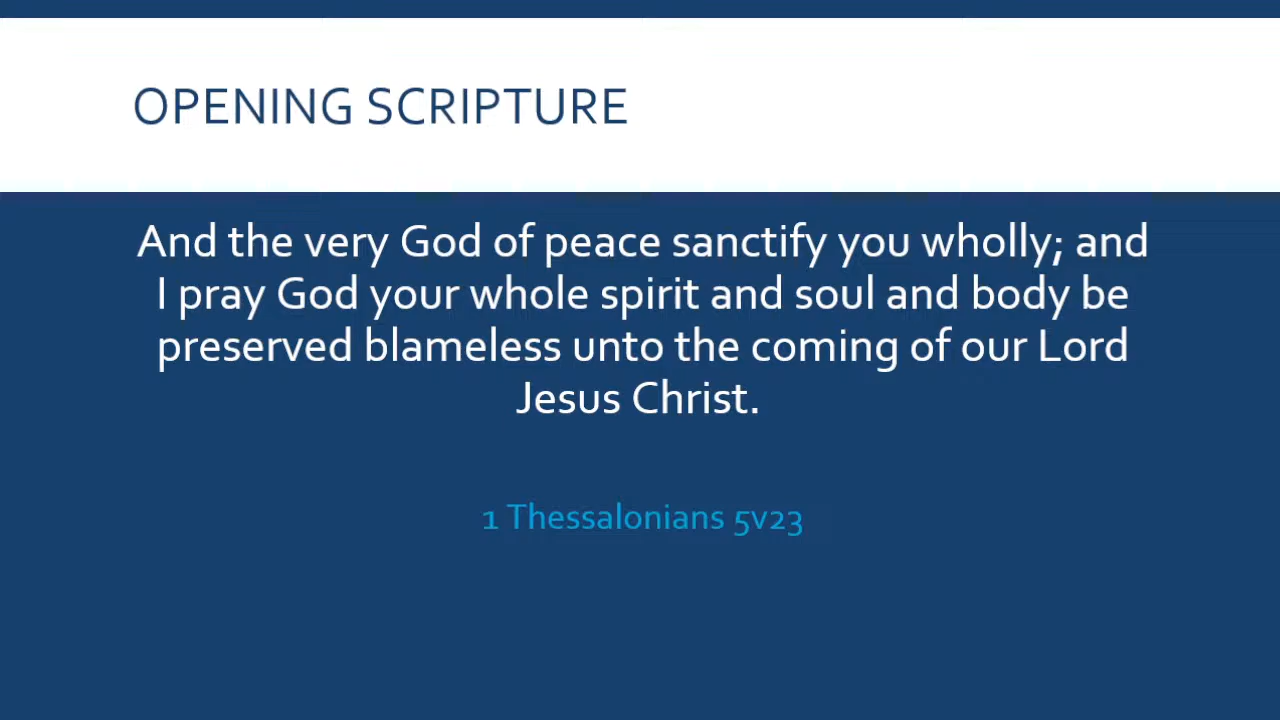 OPENING SCRIPTURE
And the very God of peace sanctify you wholly; and
I pray God your whole spirit and soul and body be
preserved blameless unto the coming of our Lord
Jesus Christ.
1 Thessalonians 5v23